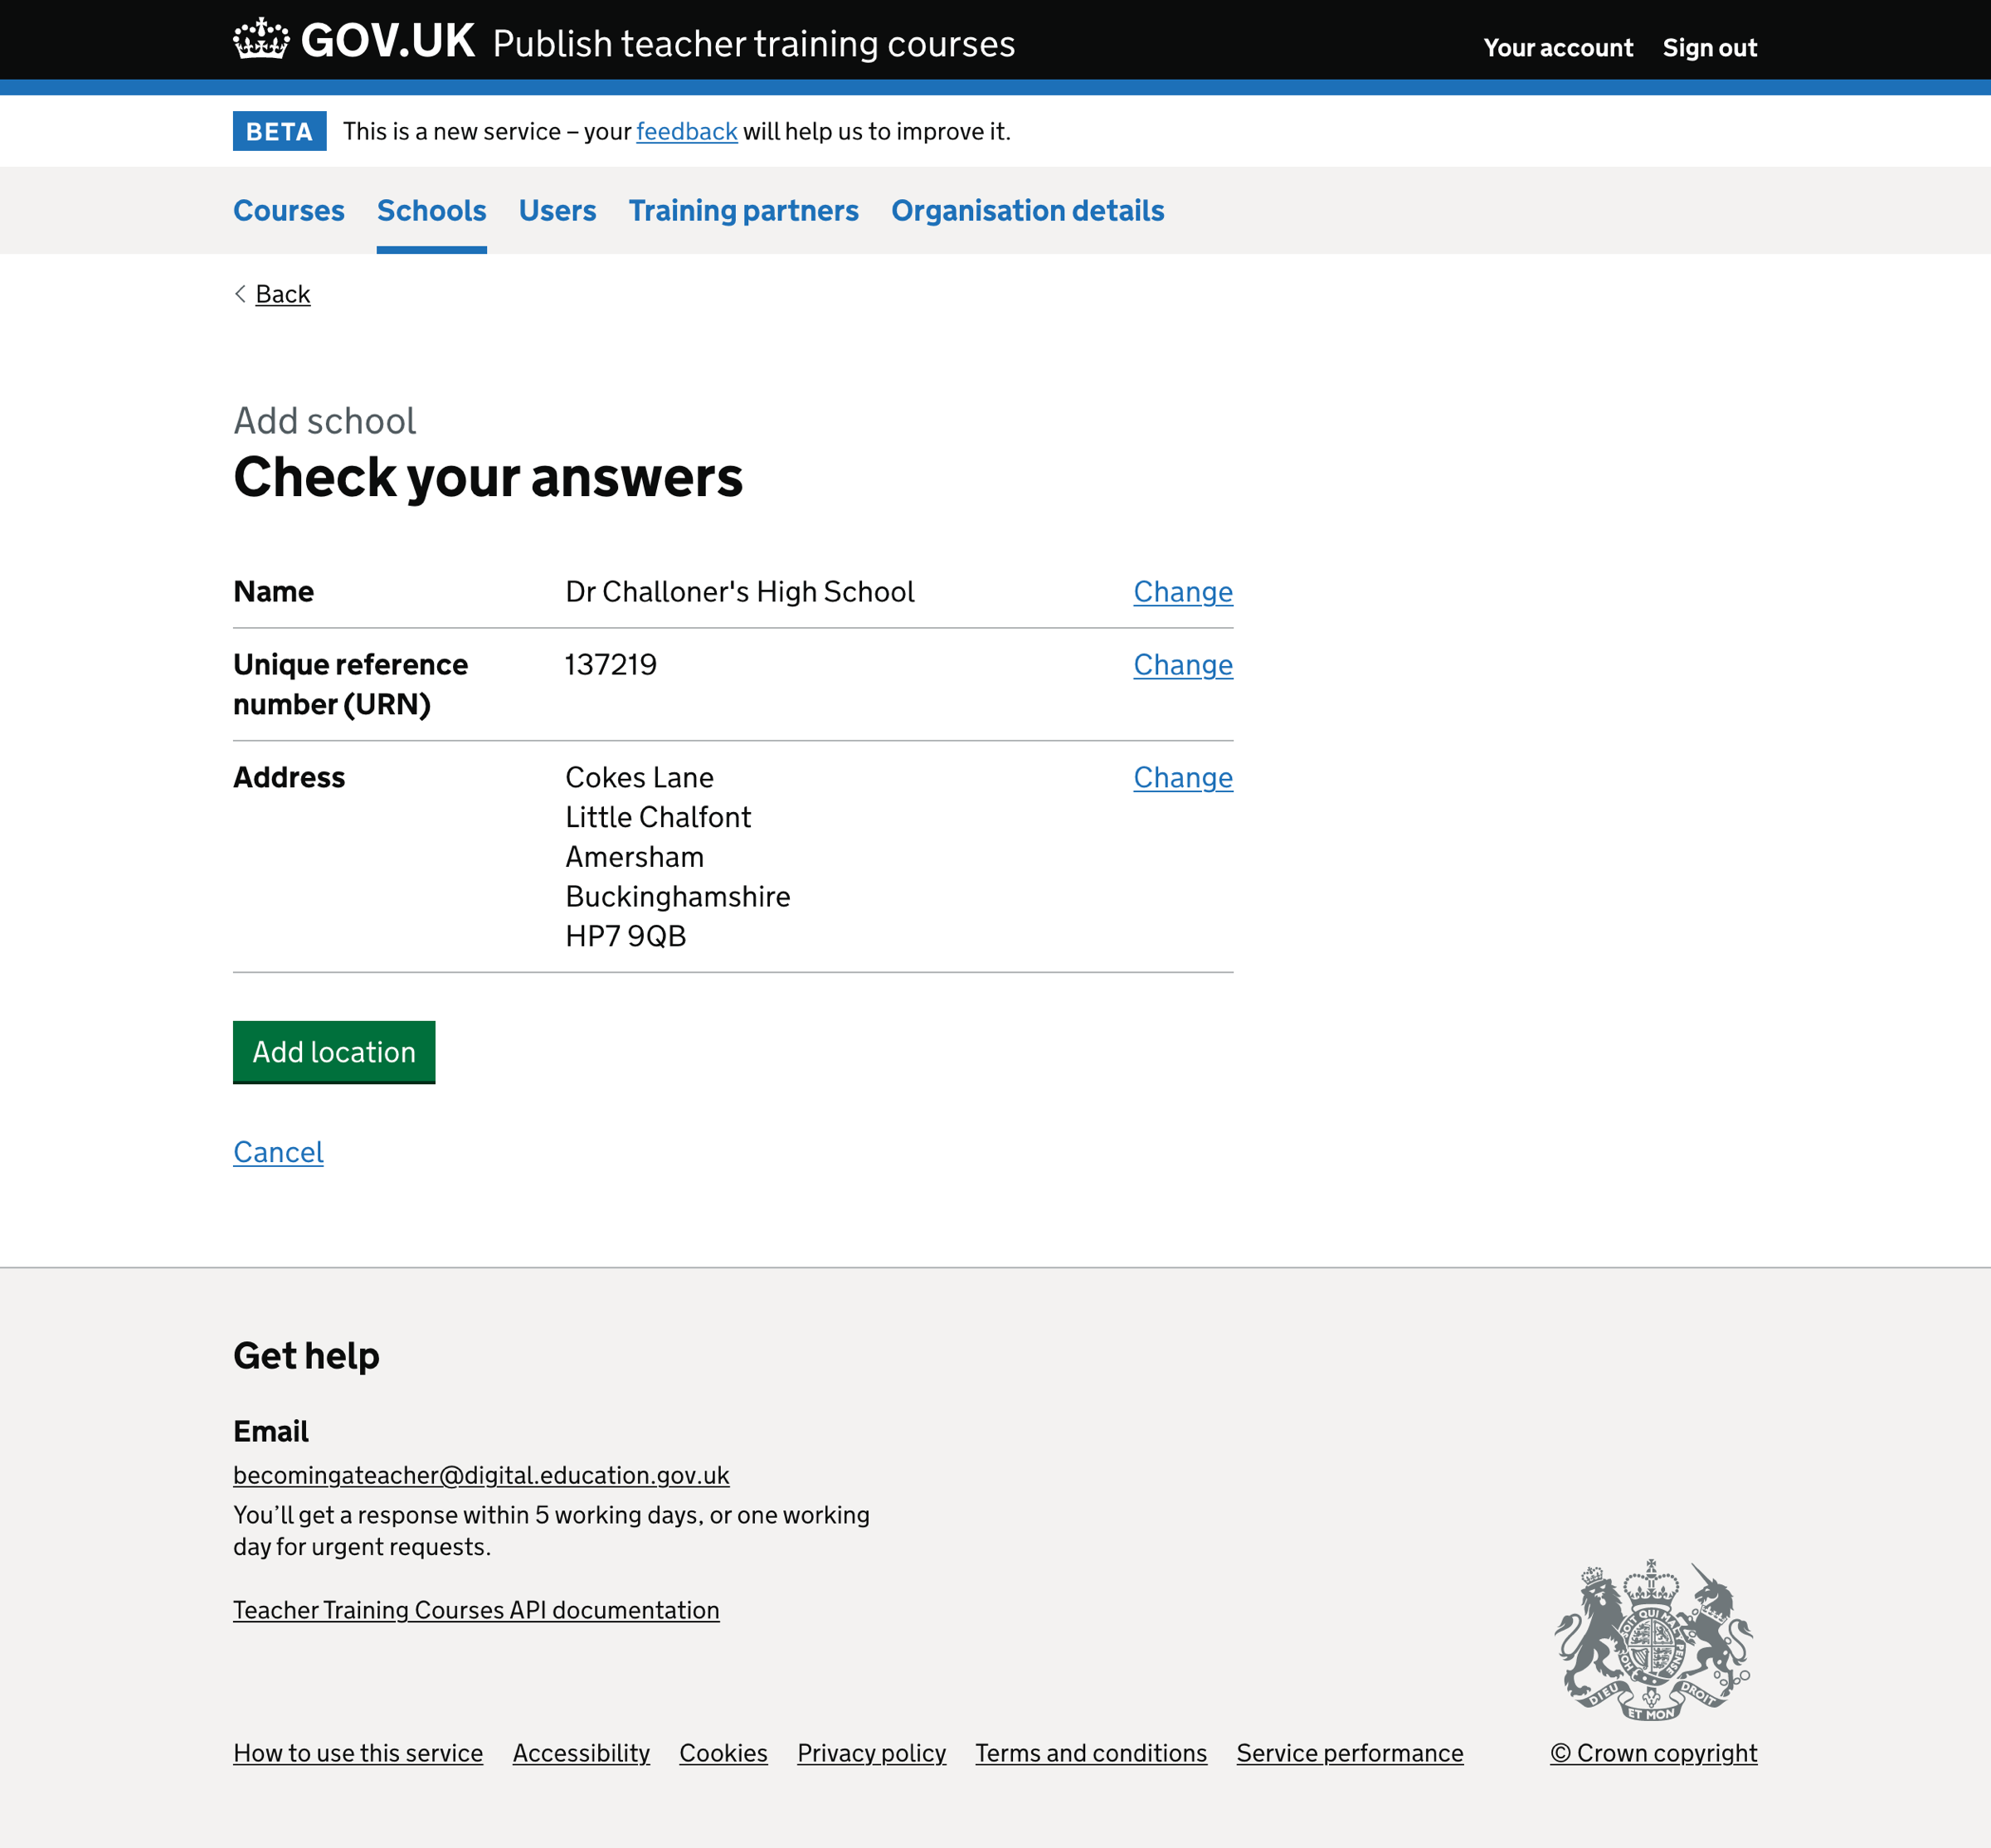 GOV.UK Publish teacher training courses
Your account Sign out
BETA This is a new service – your feedback will help us to improve it.
Courses Schools Users Training partners Organisation details
Back
Add school
Check your answers
Name Dr Challoner's High School Change
Unique reference number (URN) 137219 Change
Address Cokes Lane Change
Little Chalfont
Amersham
Buckinghamshire
HP7 9QB
Add location
Cancel
Get help
Email
becomingateacher@digital.education.gov.uk
You’ll get a response within 5 working days, or one working
day for urgent requests.
Teacher Training Courses API documentation
DIEU ET MON DROIT
How to use this service Accessibility Cookies Privacy policy Terms and conditions Service performance © Crown copyright